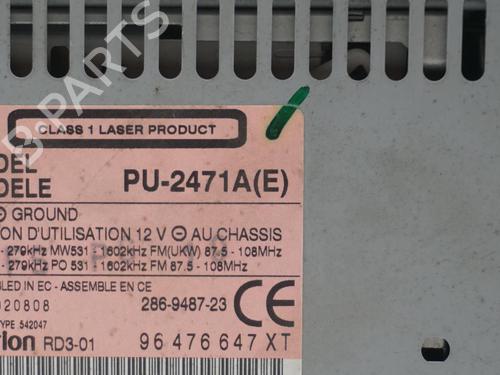 CLASS 1 LASER PRODUCT
DEL
DELE PU-2471A(E)
GROUND
ON D'UTILISATION 12 V ⊖ AU CHASSIS
- 279kHz MW531 - 1602kHz FM(UKW) 87.5 - 108MHz
- 279kHz PO 531 - 1602kHz FM 87.5 - 108MHz
BLED IN EC - ASSEMBLE EN CE
020808 286-9487-23 CE
TYPE 542047
rion RD3-01 96 476 647 XT
B-PARTS